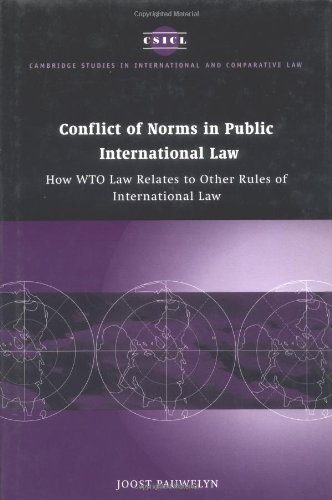 CSICL
CAMBRIDGE STUDIES IN INTERNATIONAL AND COMPARATIVE LAW
Conflict of Norms in Public
International Law
How WTO Law Relates to Other Rules of
International Law
JOOST PAUWELYN